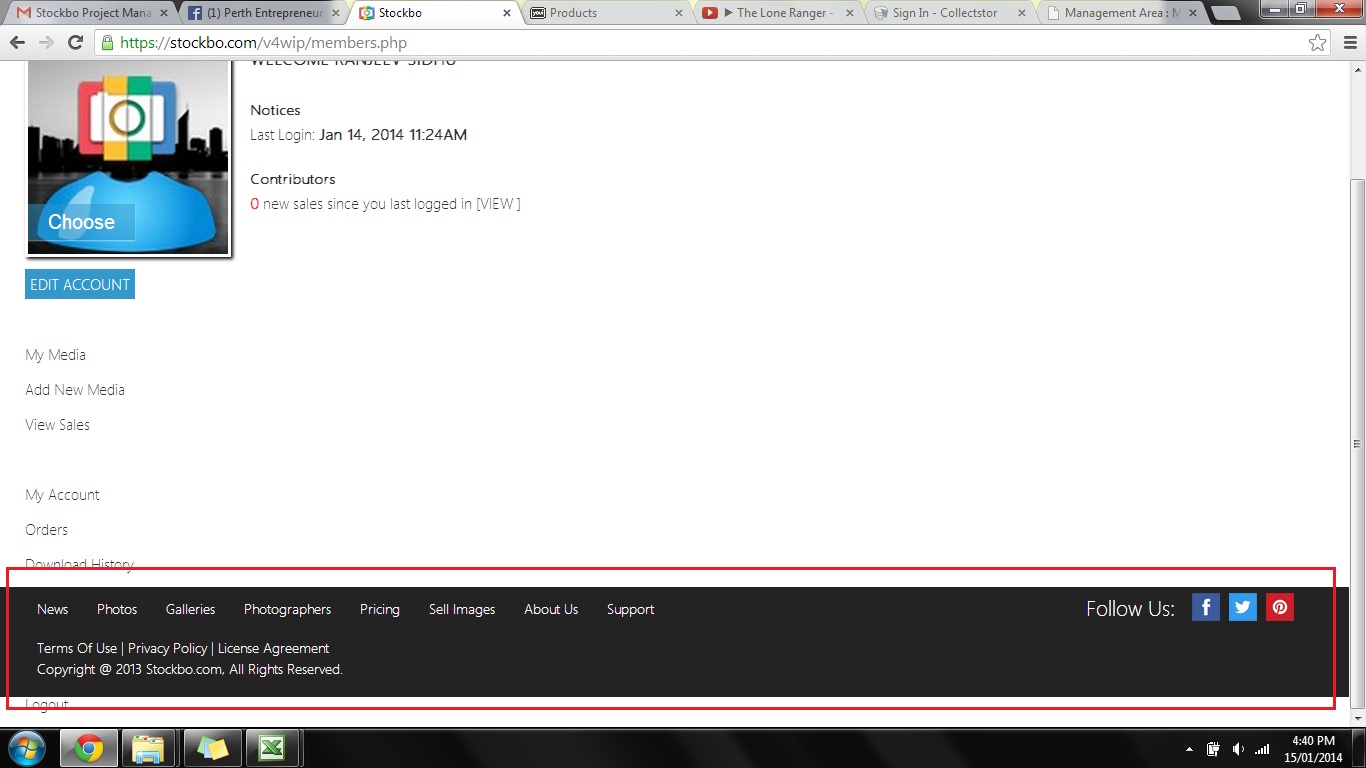 Stockbo Project Mana
(1) Perth Entrepreneur
Stockbo
YOU! Products
▶ The Lone Ranger -
Sign In - Collectstor
Management Area : M
https://stockbo.com/v4wip/members.php
WELCOME RANJEEV SIDHU
Notices
Last Login: Jan 14, 2014 11:24AM
Contributors
0 new sales since you last logged in [VIEW ]
Choose
EDIT ACCOUNT
My Media
Add New Media
View Sales
My Account
Orders
Download History
News Photos Galleries Photographers Pricing Sell Images About Us Support
Follow Us:
Terms Of Use | Privacy Policy | License Agreement
Copyright @ 2013 Stockbo.com, All Rights Reserved.
Logout
4:40 PM
15/01/2014